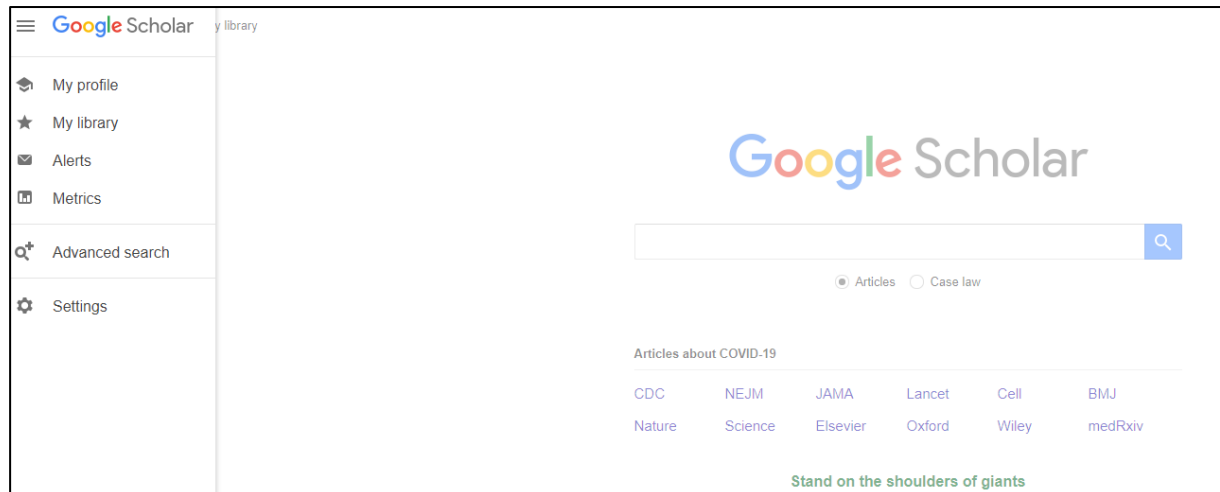 Google Scholar
y library
My profile
My library
Alerts
Metrics
Advanced search
Settings
Google Scholar
Articles Case law
Articles about COVID-19
CDC NEJM JAMA Lancet Cell BMJ
Nature Science Elsevier Oxford Wiley medRxiv
Stand on the shoulders of giants